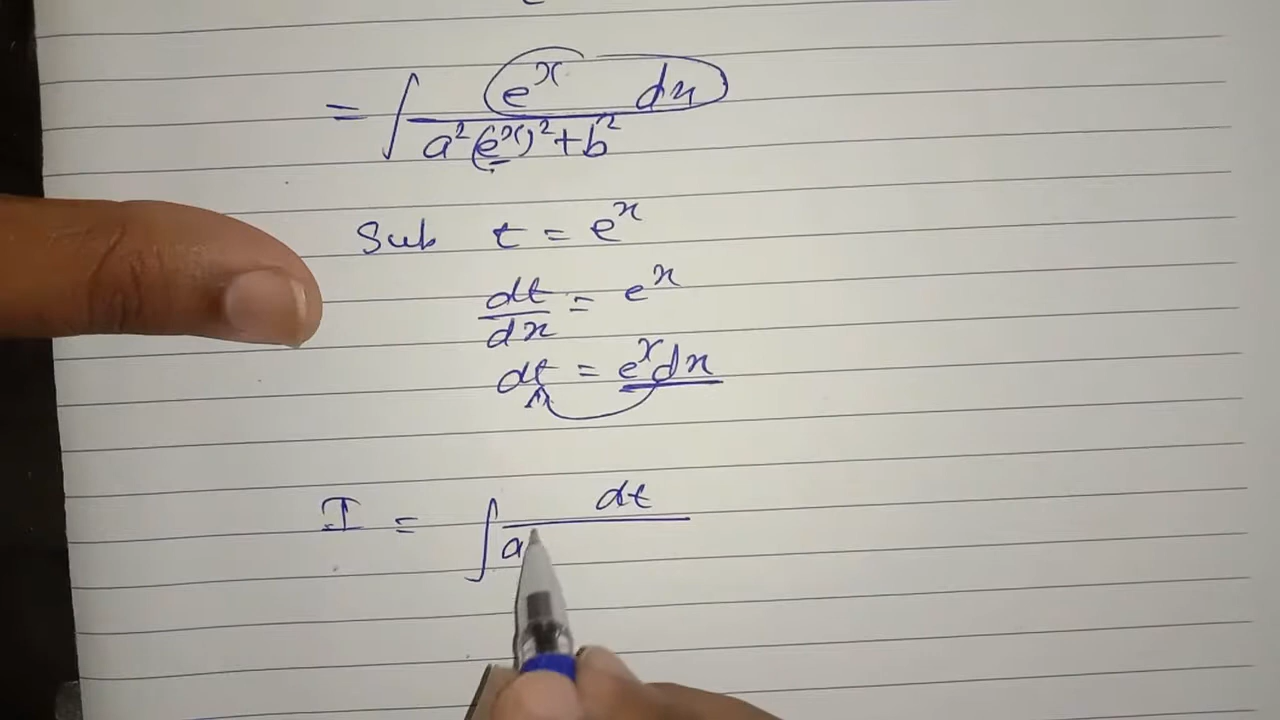 = ∫ e^x dx / a²(e^x)² + b²
Sub t = e^x
dt/dx = e^x
dt = e^x dx
I = ∫ dt / a